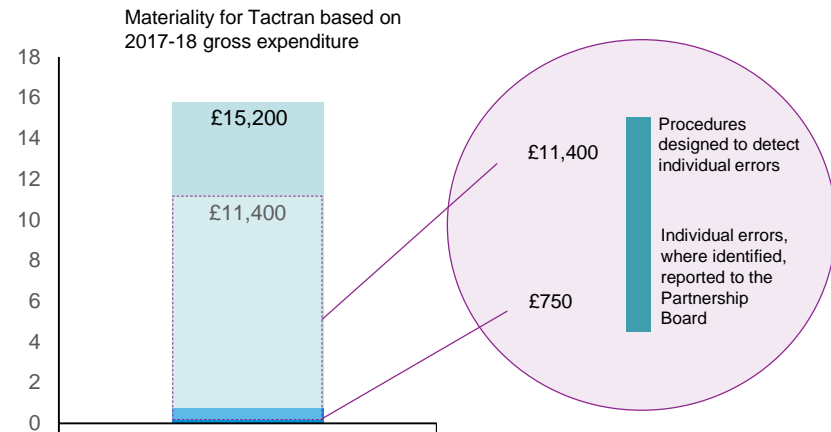 Materiality for Tactran based on
2017-18 gross expenditure
18
16
14
12
10
8
6
4
2
0
£15,200
£11,400
£11,400
£750
Procedures
designed to detect
individual errors
Individual errors,
where identified,
reported to the
Partnership
Board